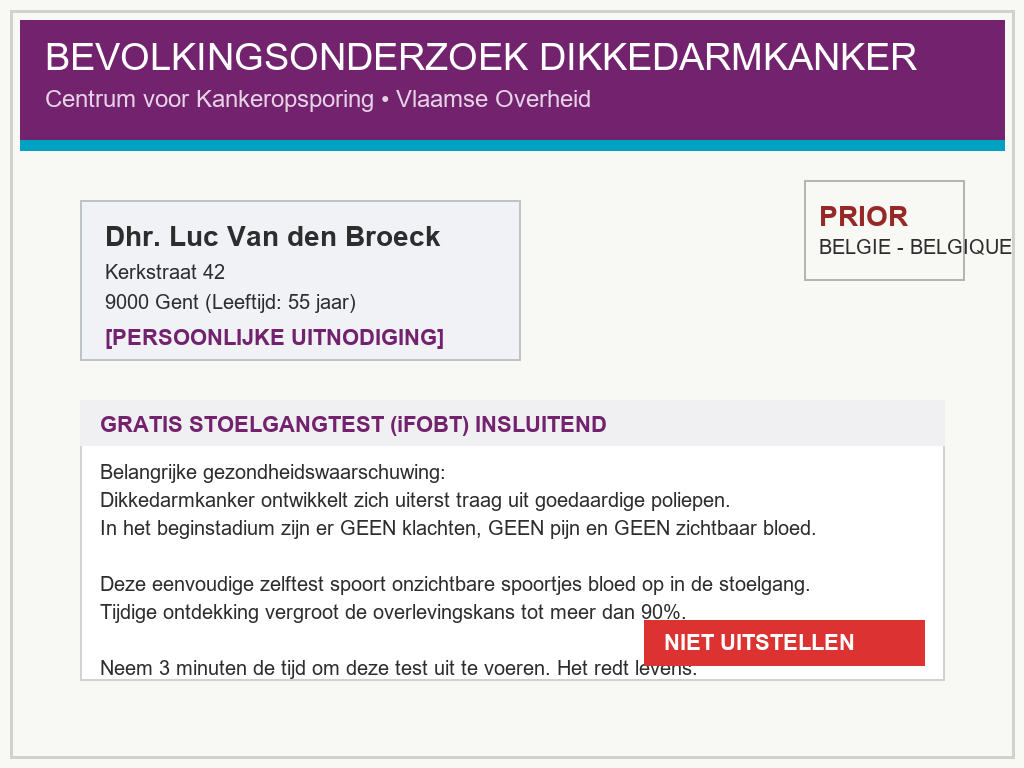 BEVOLKINGSONDERZOEK DIKKEDARMKANKER
Centrum voor Kankeropsporing • Vlaamse Overheid
PRIOR
BELGIE - BELGIQUE
Dhr. Luc Van den Broeck
Kerkstraat 42
9000 Gent (Leeftijd: 55 jaar)
[PERSOONLIJKE UITNODIGING]
GRATIS STOELGANGTEST (iFOBT) INSLUITEND
Belangrijke gezondheidswaarschuwing:
Dikkedarmkanker ontwikkelt zich uiterst traag uit goedaardige poliepen.
In het beginstadium zijn er GEEN klachten, GEEN pijn en GEEN zichtbaar bloed.
Deze eenvoudige zelftest spoort onzichtbare spoortjes bloed op in de stoelgang.
Tijdige ontdekking vergroot de overlevingskans tot meer dan 90%.
NIET UITSTELLEN
Neem 3 minuten de tijd om deze test uit te voeren. Het redt levens.